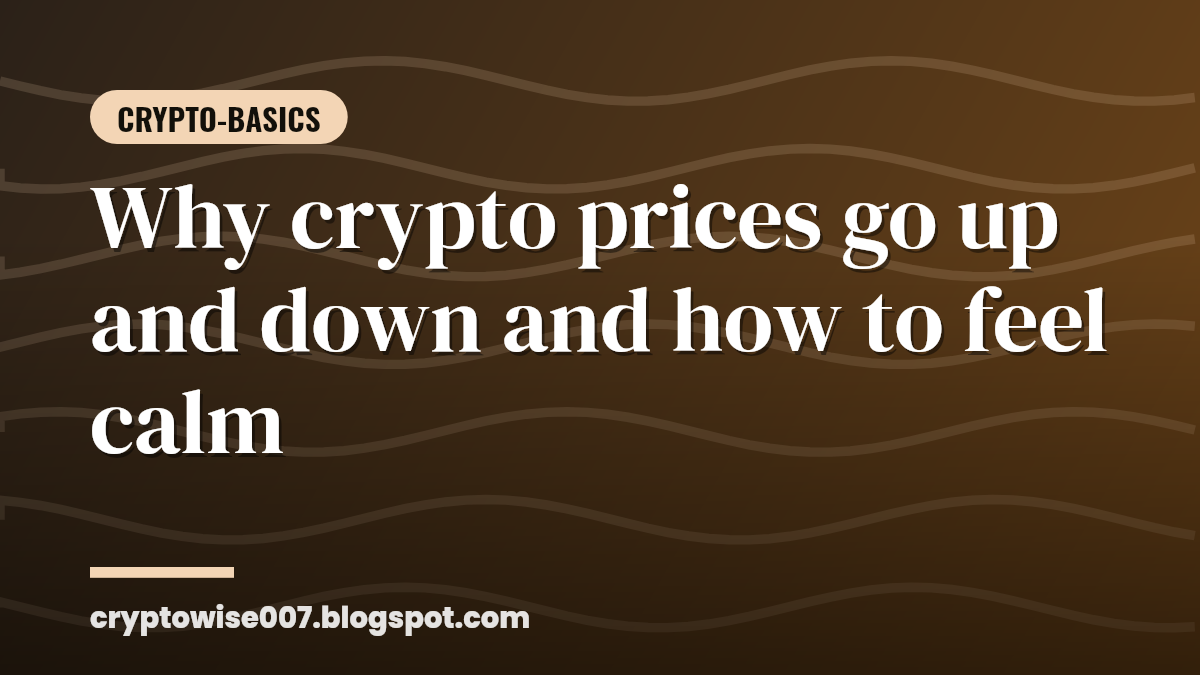 CRYPTO-BASICS
Why crypto prices go up
and down and how to feel
calm
cryptowise007.blogspot.com